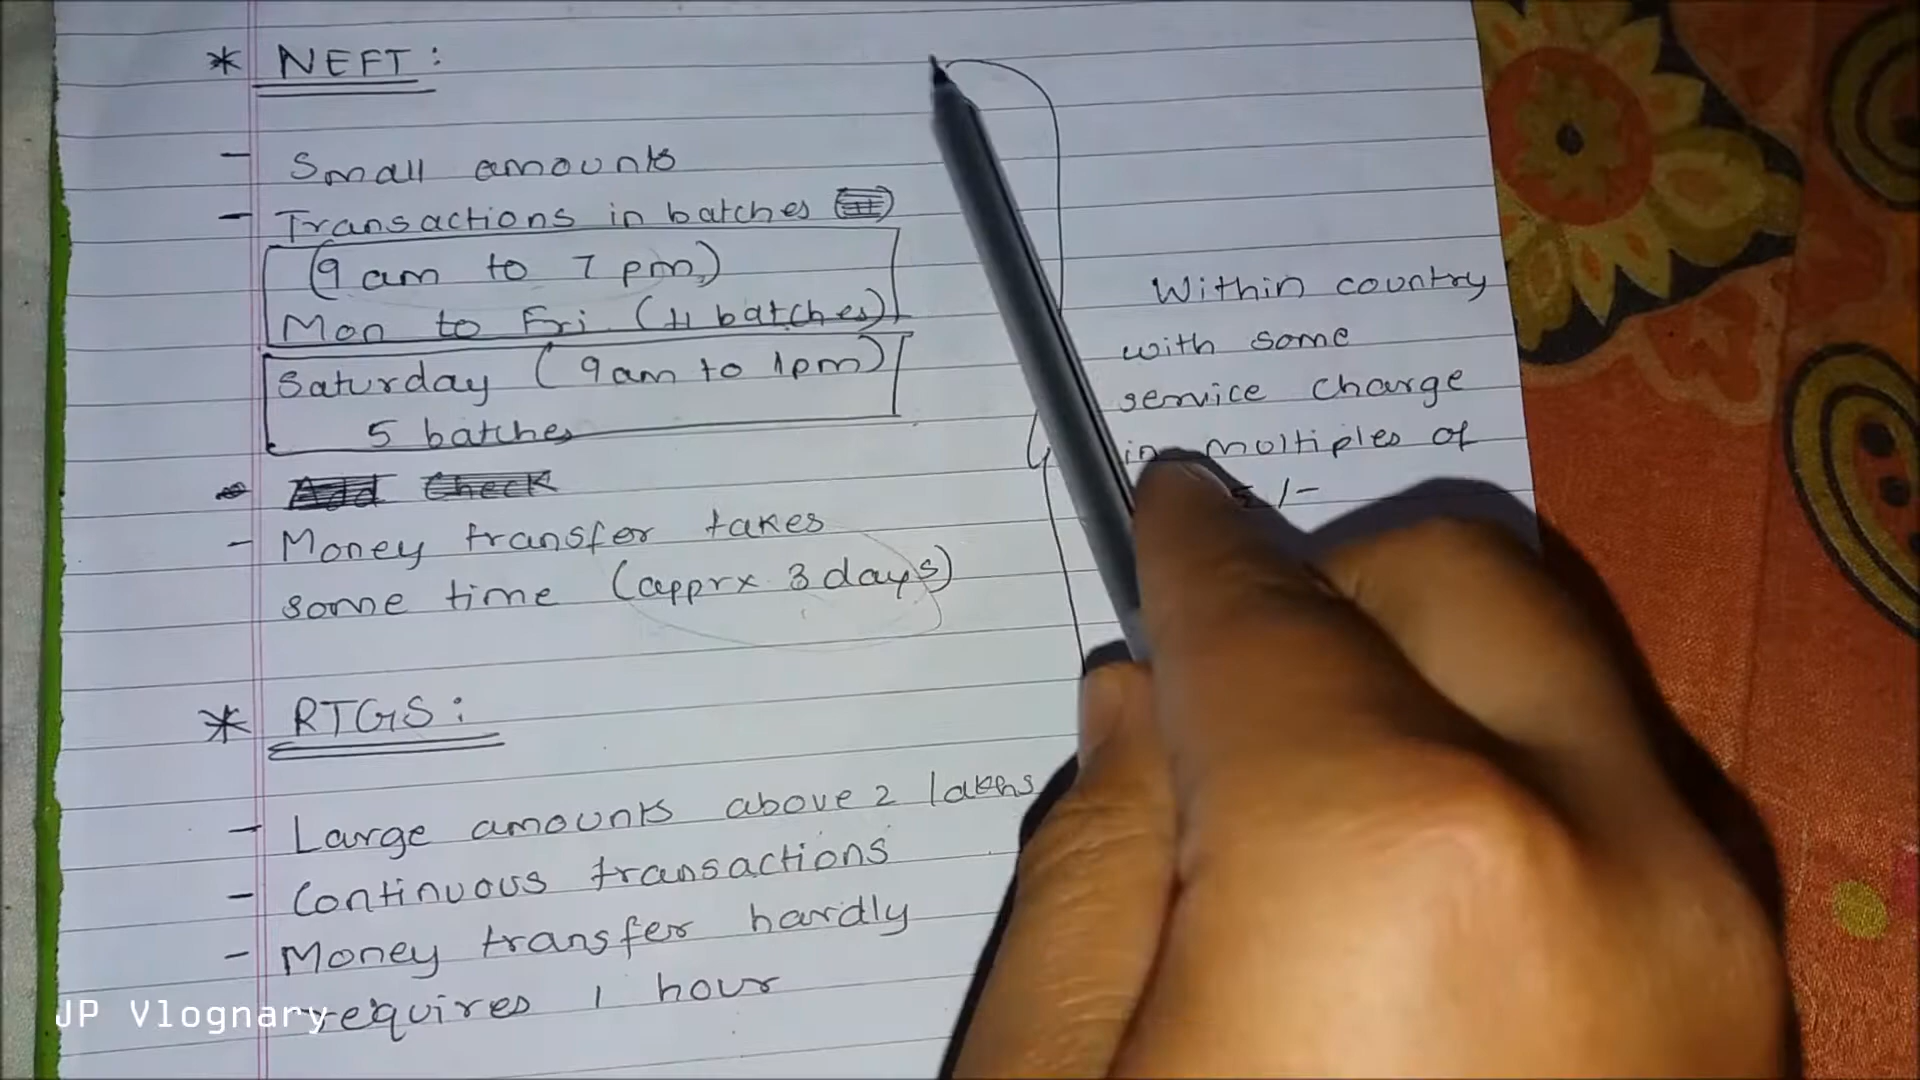 * NEFT :
- Small amounts
- Transactions in batches
(9 am to 7 pm)
Mon to Fri (11 batches)
Saturday (9am to 1pm)
5 batches
- Money transfer takes
some time (apprx 3 days)
* RTGS :
- Large amounts above 2 lakhs
- Continuous transactions
- Money transfer hardly
requires 1 hour
Within country
with some
service charge
in multiples of
5 /-
JP Vlognary